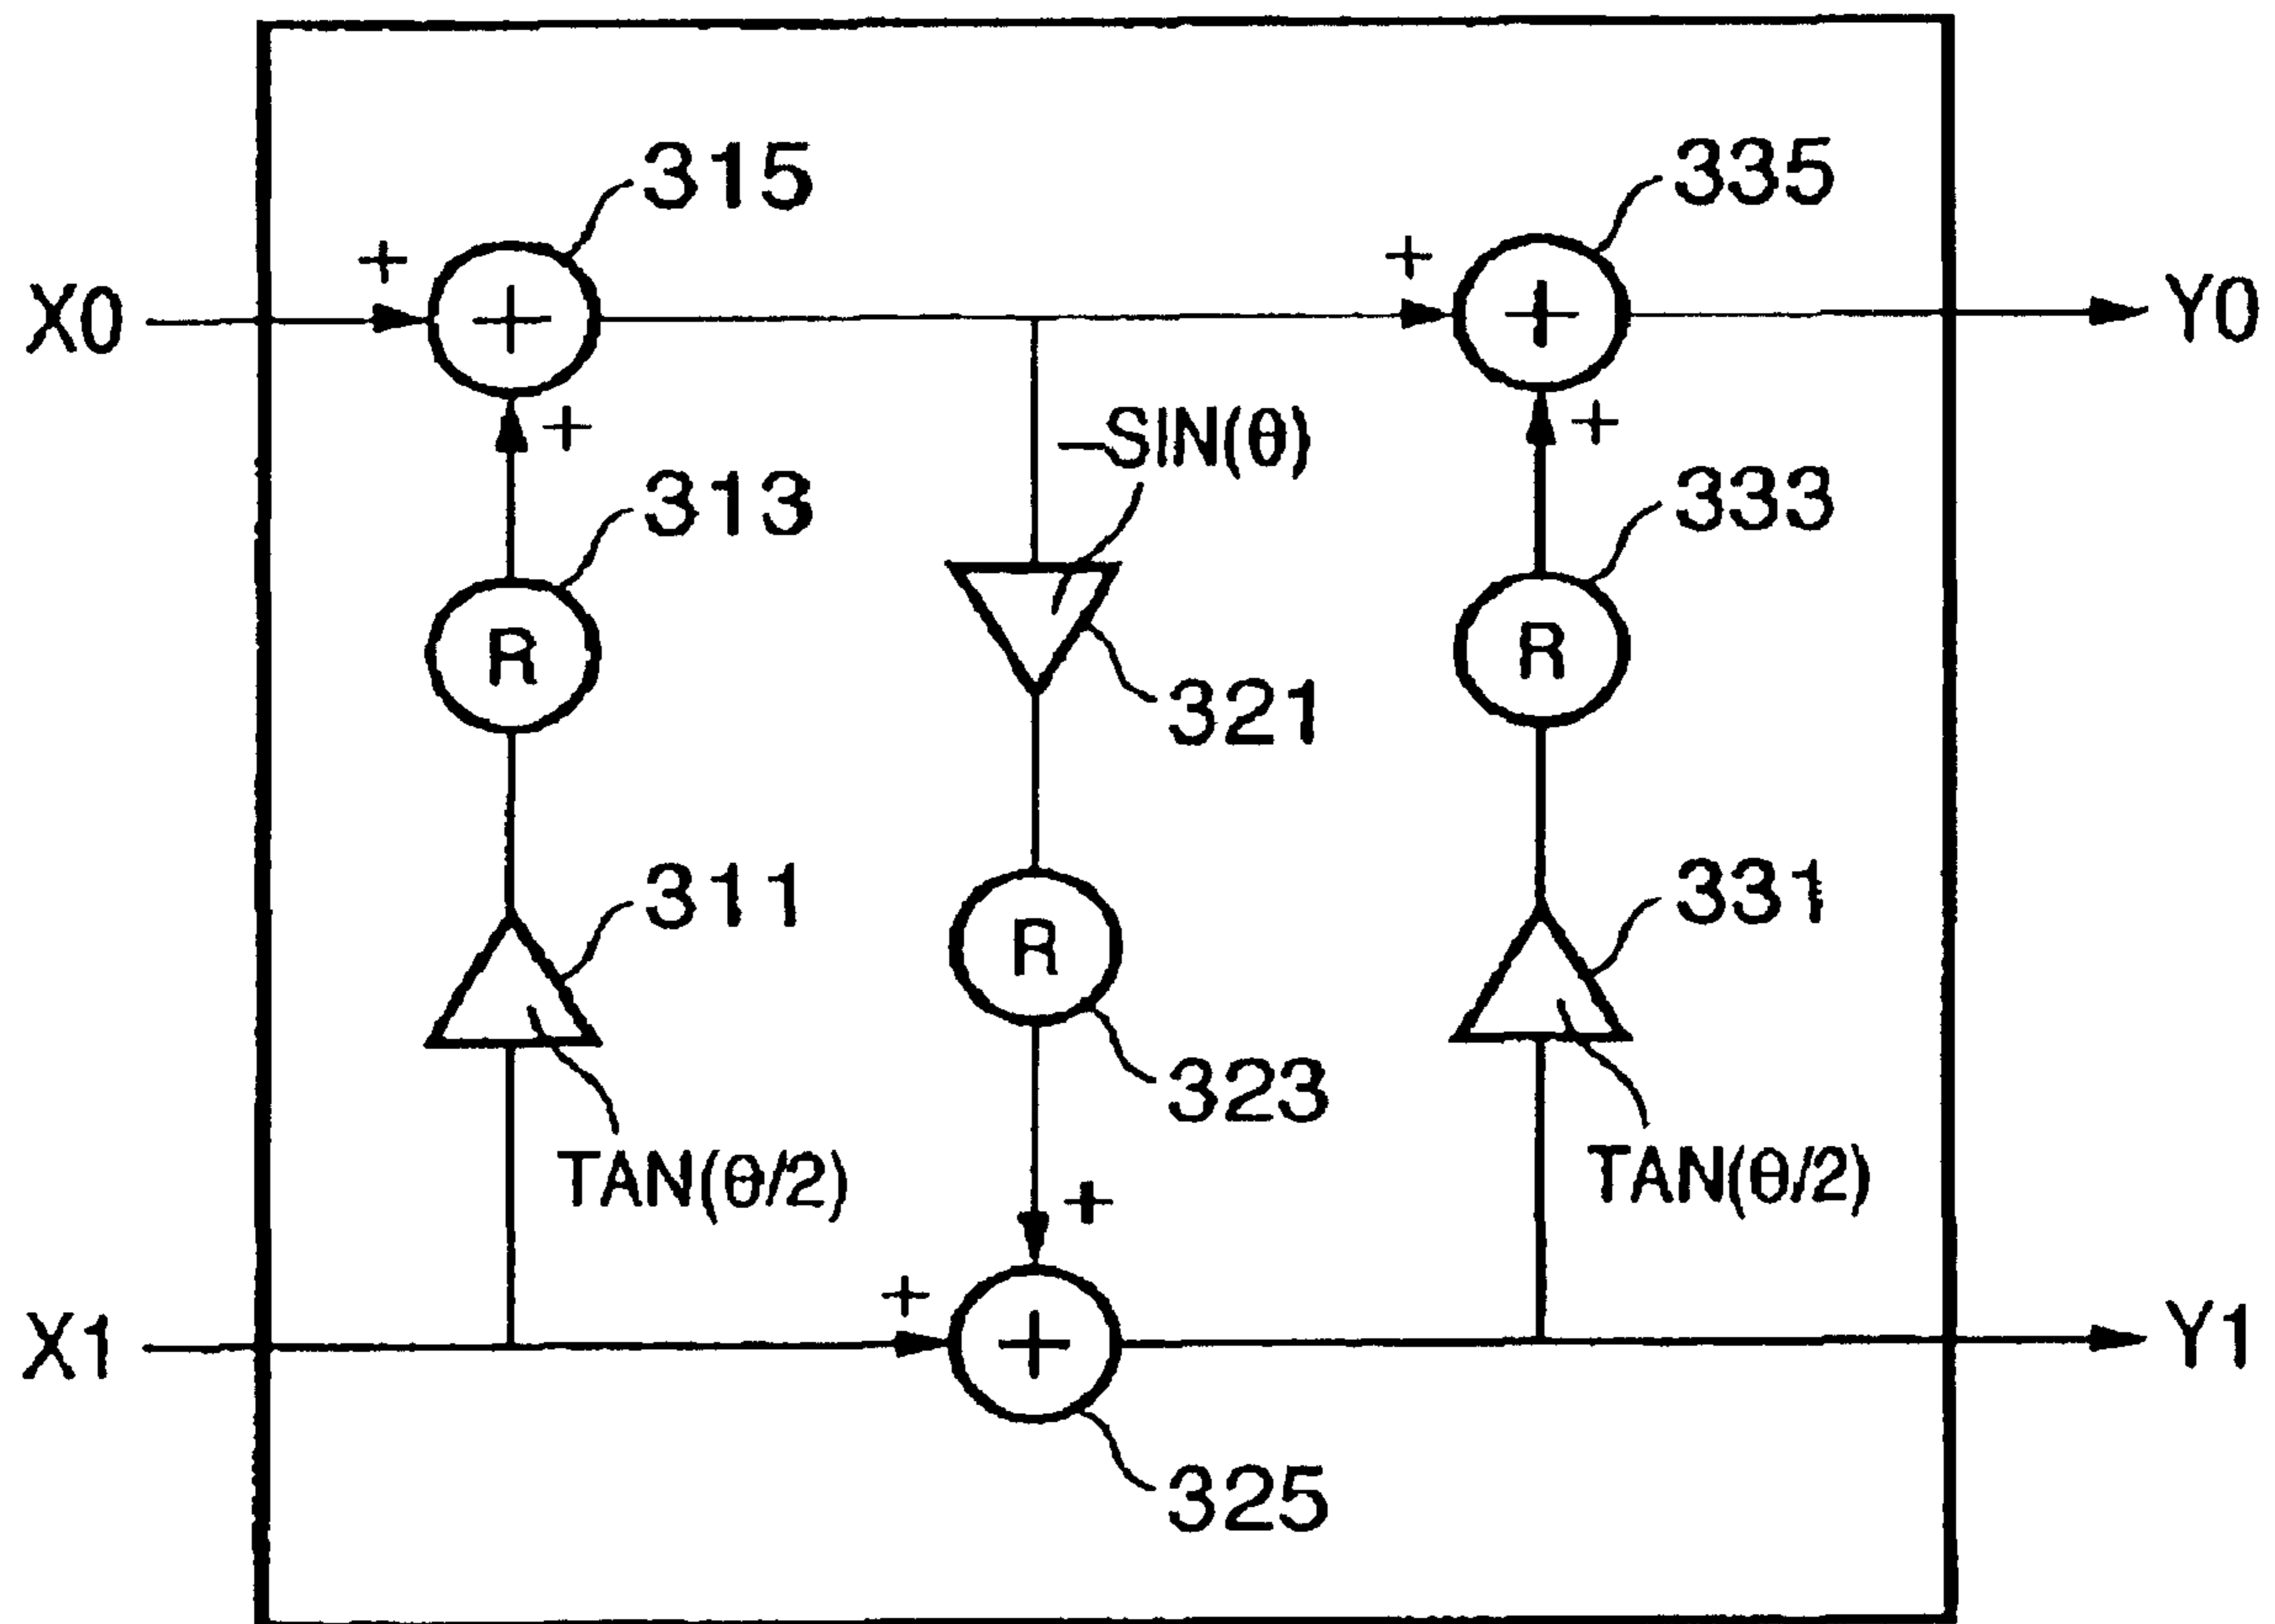 315
335
+
+
X0
+
+
Y0
+
+
-SIN(θ)
313
333
R
R
321
311
331
R
323
TAN(θ/2)
TAN(θ/2)
+
+
X1
+
Y1
325